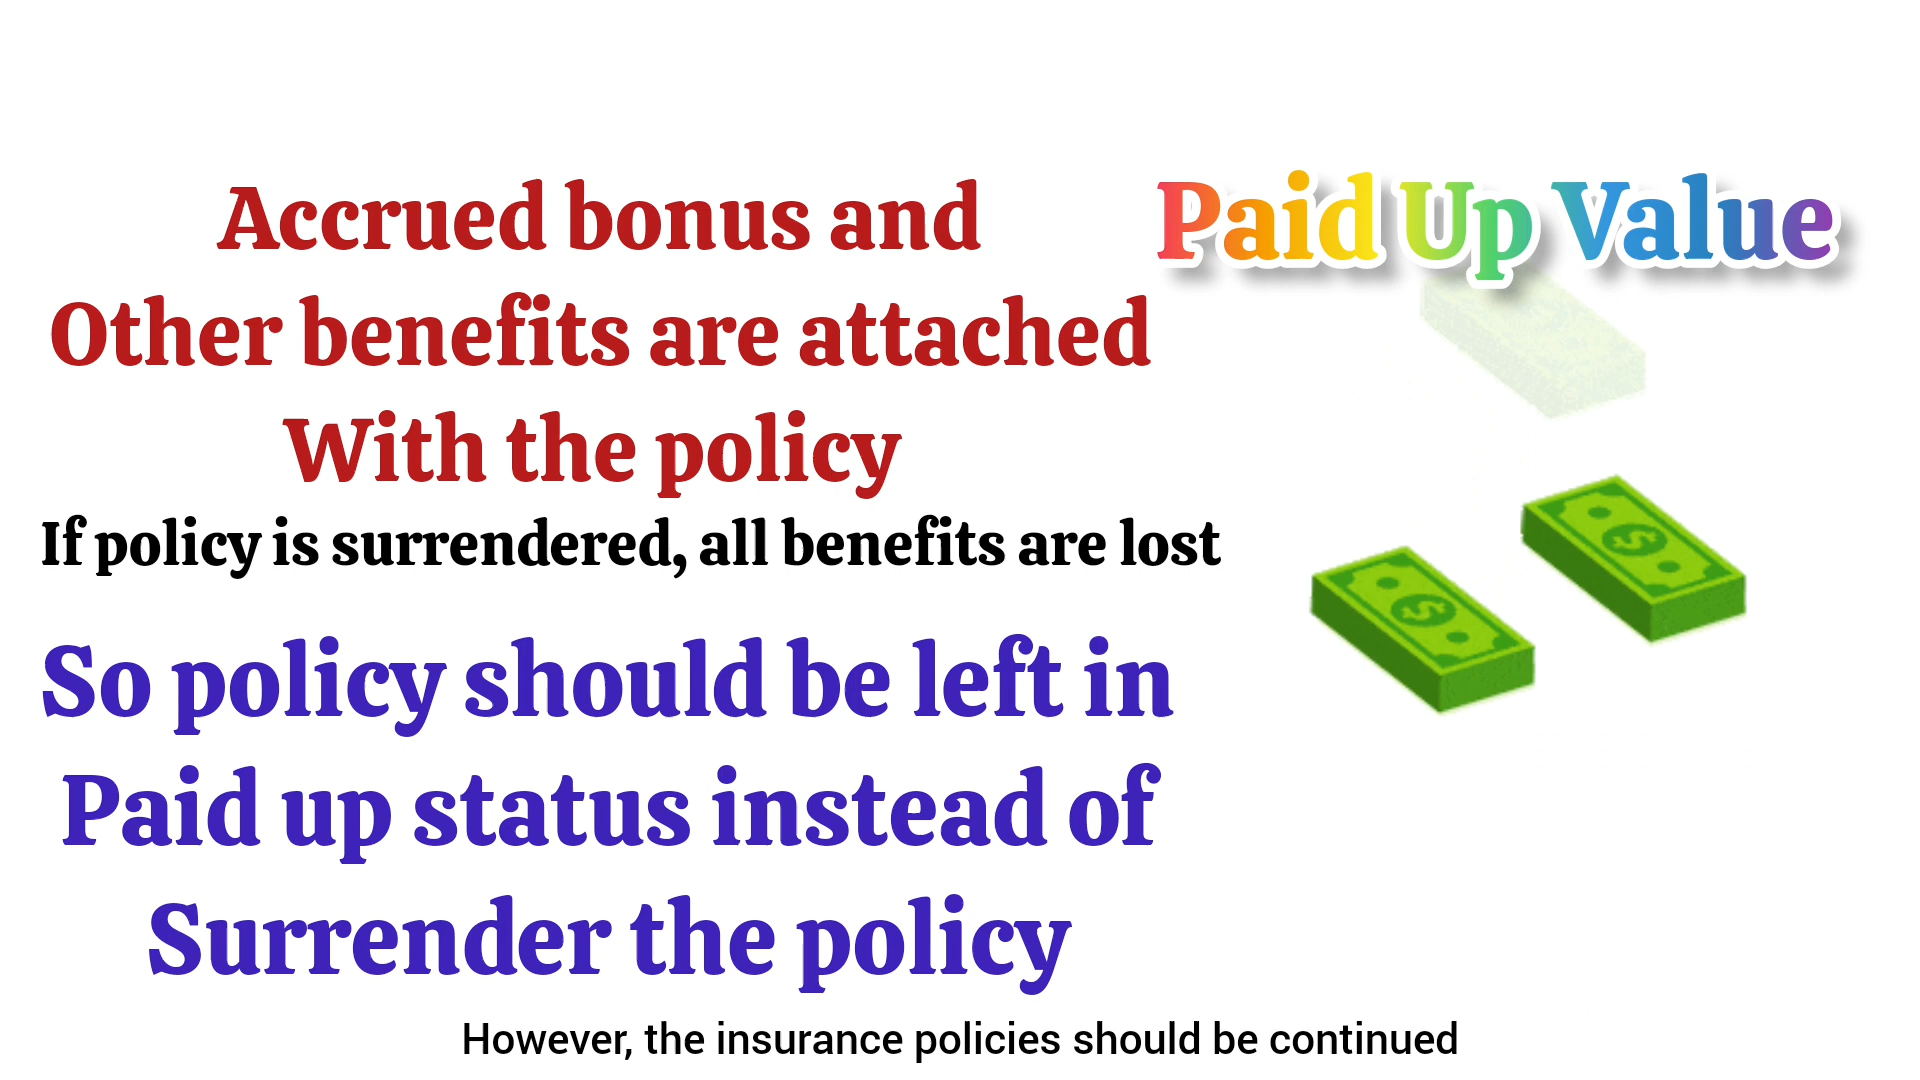 Accrued bonus and
Other benefits are attached
With the policy
If policy is surrendered, all benefits are lost
So policy should be left in
Paid up status instead of
Surrender the policy
Paid Up Value
However, the insurance policies should be continued